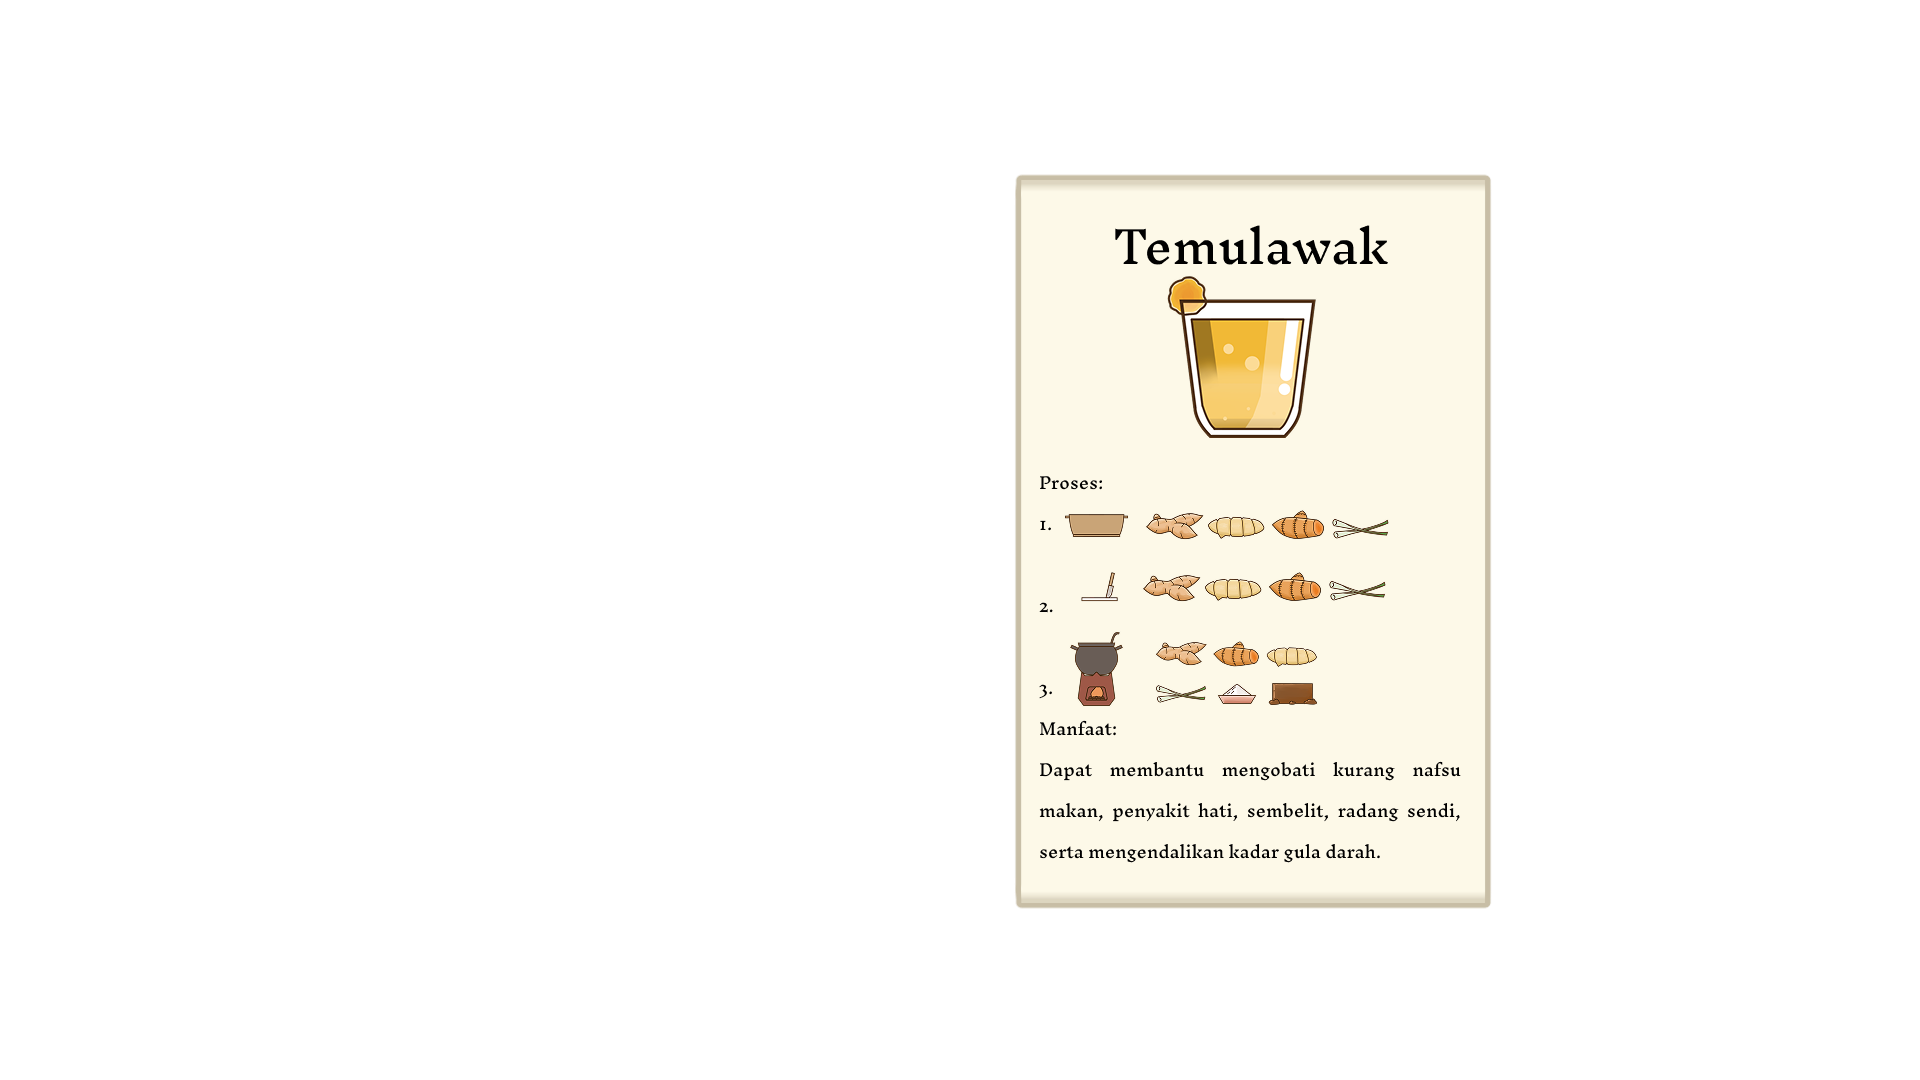 Temulawak
Proses:
1.
2.
3.
Manfaat:
Dapat membantu mengobati kurang nafsu
makan, penyakit hati, sembelit, radang sendi,
serta mengendalikan kadar gula darah.